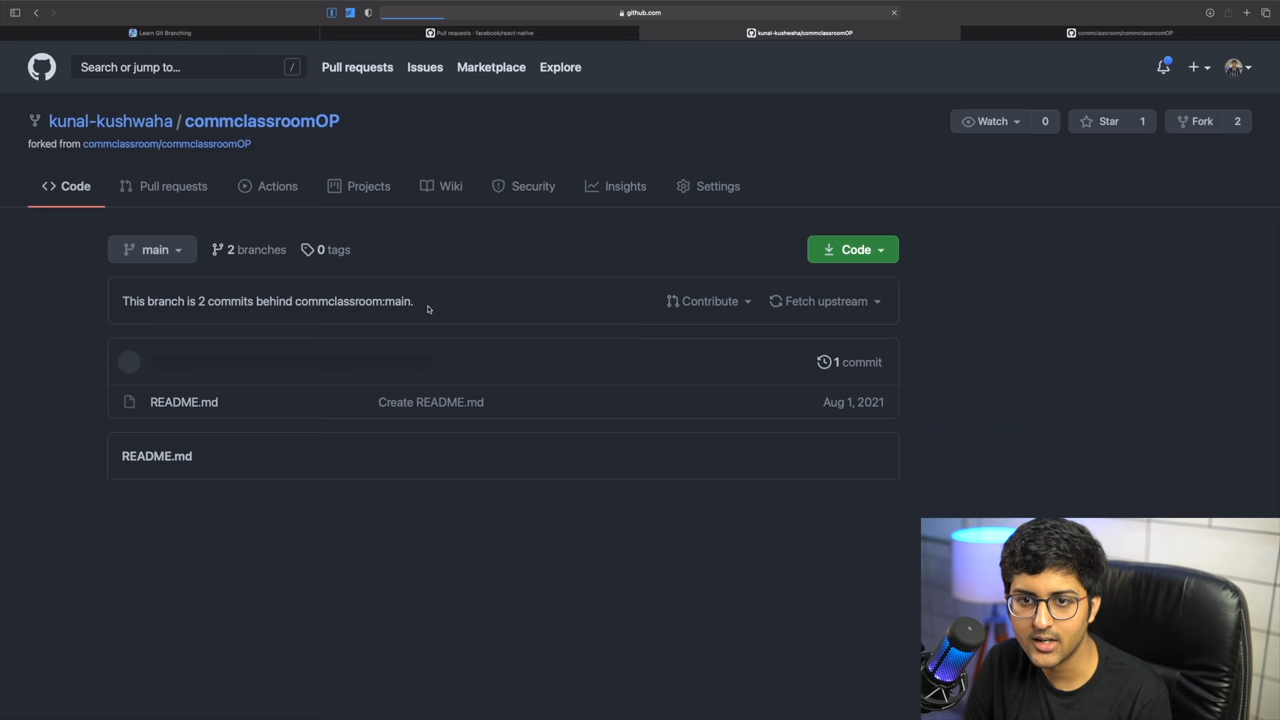 github.com
Learn Git Branching
Pull requests · facebook/react-native
kunal-kushwaha/commclassroomOP
commclassroom/commclassroomOP
Search or jump to...
/
Pull requests
Issues
Marketplace
Explore
kunal-kushwaha / commclassroomOP
Watch 0
Star 1
Fork 2
forked from commclassroom/commclassroomOP
Code
Pull requests
Actions
Projects
Wiki
Security
Insights
Settings
main
2 branches
0 tags
Code
This branch is 2 commits behind commclassroom:main.
Contribute
Fetch upstream
1 commit
README.md
Create README.md
Aug 1, 2021
README.md